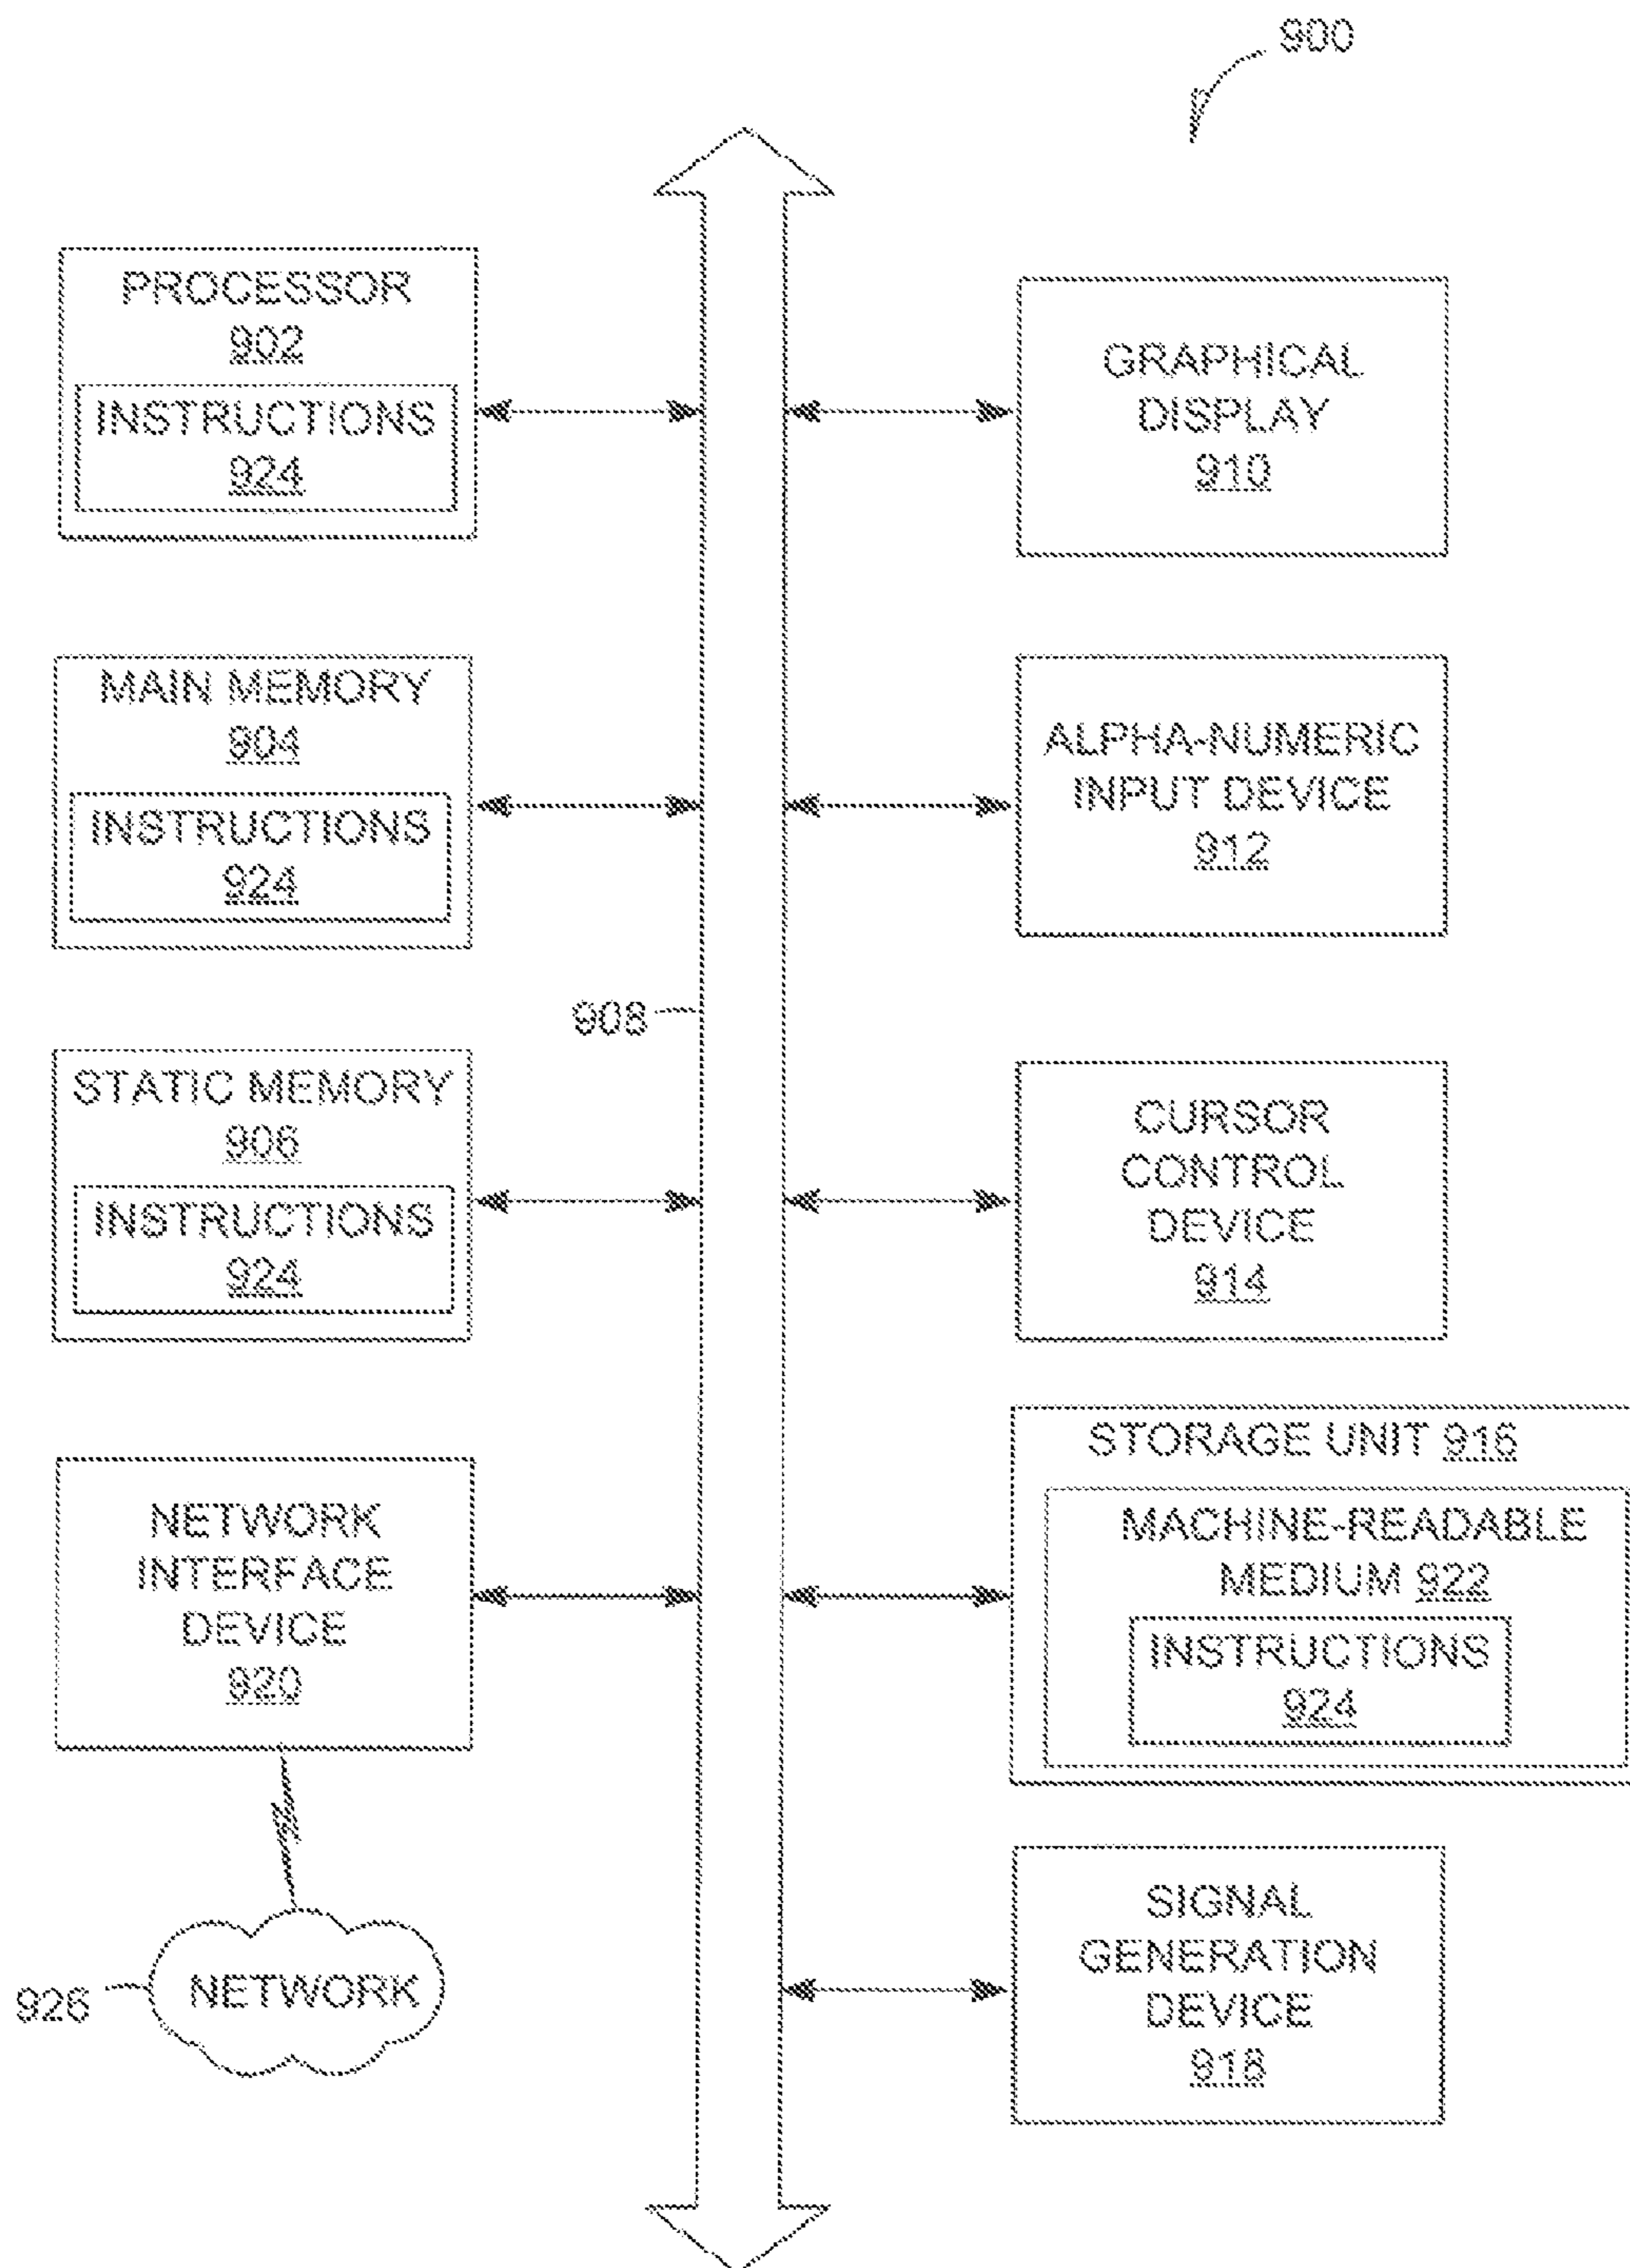 900
PROCESSOR
902
INSTRUCTIONS
924
MAIN MEMORY
904
INSTRUCTIONS
924
908
STATIC MEMORY
906
INSTRUCTIONS
924
NETWORK
INTERFACE
DEVICE
920
926
NETWORK
GRAPHICAL
DISPLAY
910
ALPHA-NUMERIC
INPUT DEVICE
912
CURSOR
CONTROL
DEVICE
914
STORAGE UNIT 916
MACHINE-READABLE
MEDIUM 922
INSTRUCTIONS
924
SIGNAL
GENERATION
DEVICE
918